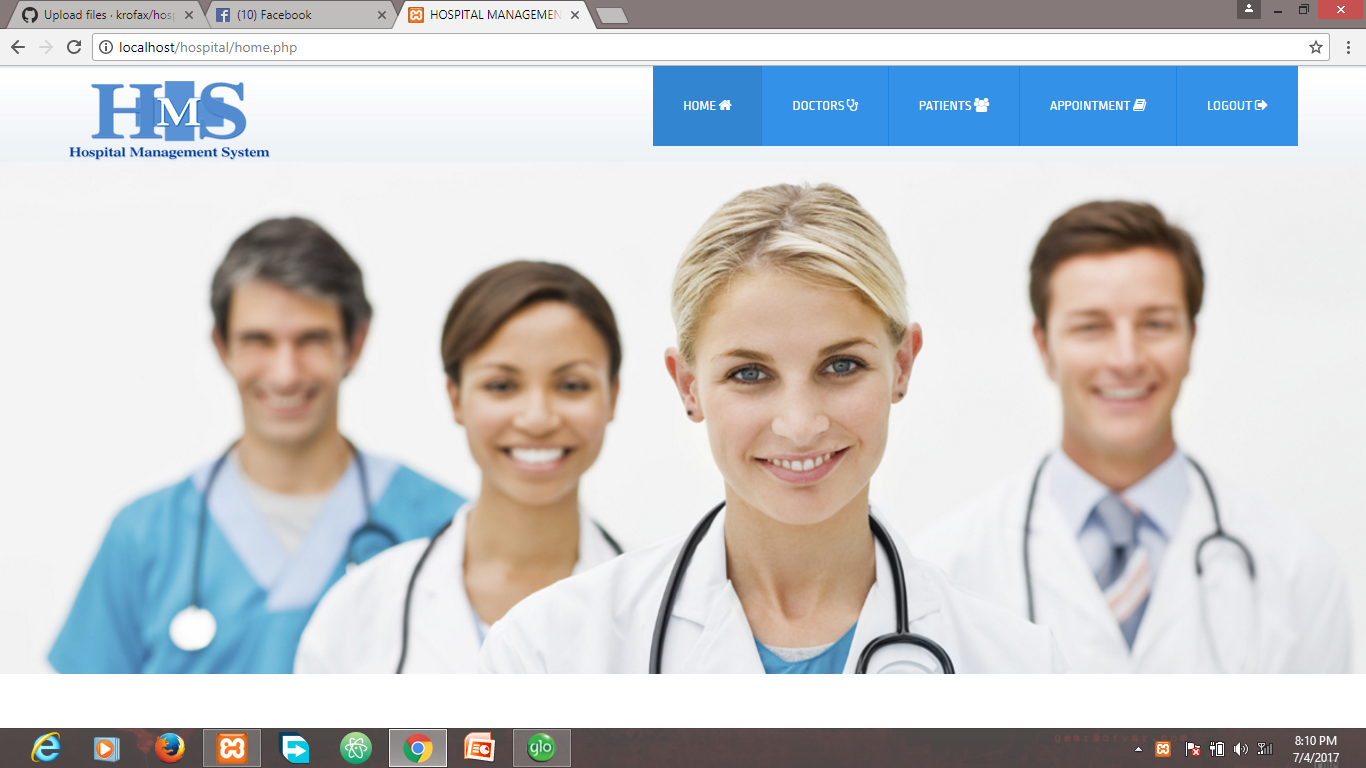 Upload files · krofax/hos
(10) Facebook
HOSPITAL MANAGEMEN
localhost/hospital/home.php
HMS
Hospital Management System
HOME
DOCTORS
PATIENTS
APPOINTMENT
LOGOUT
glo
8:10 PM
7/4/2017